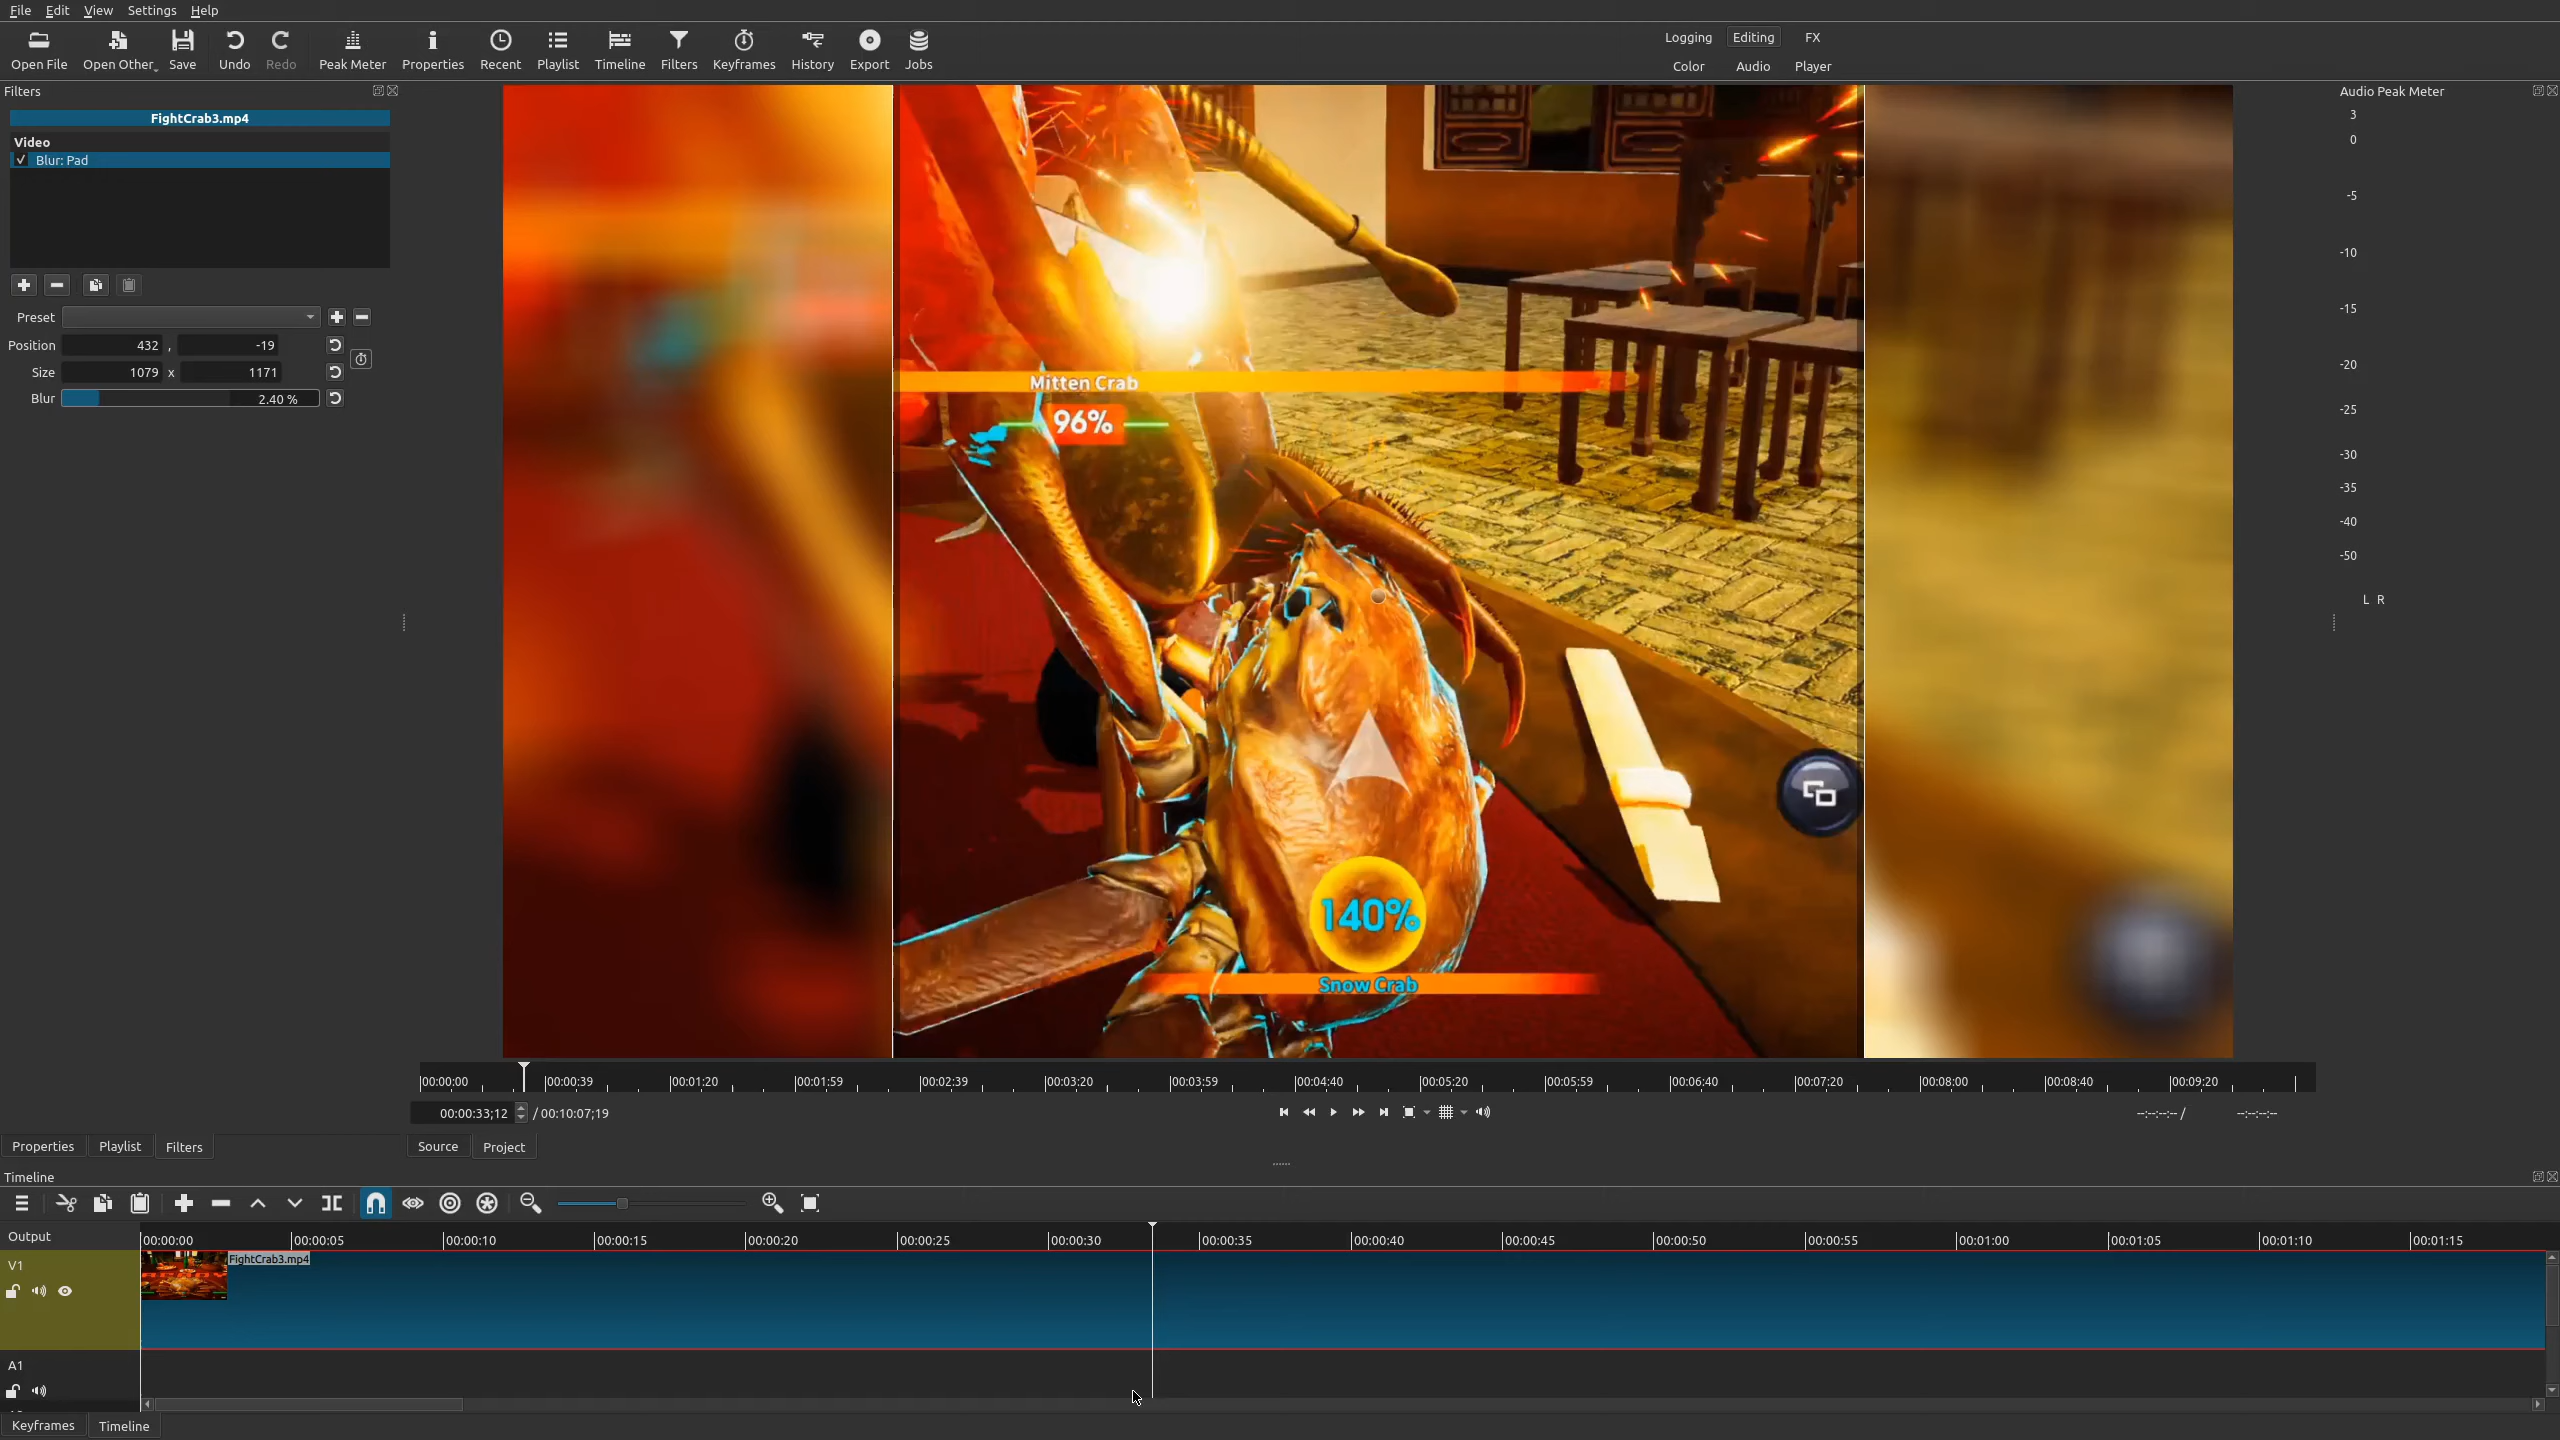 File Edit View Settings Help
Open File Open Other Save Undo Redo Peak Meter Properties Recent Playlist Timeline Filters Keyframes History Export Jobs
Logging Editing FX
Color Audio Player
Filters
FightCrab3.mp4
Video
Blur: Pad
Preset
Position 432 , -19
Size 1079 x 1171
Blur 2.40 %
Mitten Crab
96%
140%
Snow Crab
Audio Peak Meter
3
0
-5
-10
-15
-20
-25
-30
-35
-40
-50
L R
00:00:00 00:00:39 00:01:20 00:01:59 00:02:39 00:03:20 00:03:59 00:04:40 00:05:20 00:05:59 00:06:40 00:07:20 00:08:00 00:08:40 00:09:20
00:00:33;12 / 00:10:07;19 --:--:--:-- / --:--:--:--
Properties Playlist Filters Source Project
Timeline
Output 00:00:00 00:00:05 00:00:10 00:00:15 00:00:20 00:00:25 00:00:30 00:00:35 00:00:40 00:00:45 00:00:50 00:00:55 00:01:00 00:01:05 00:01:10 00:01:15
V1 FightCrab3.mp4
A1
Keyframes Timeline